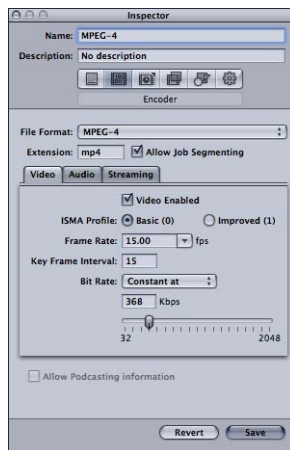 Inspector
Name: MPEG-4
Description: No description
Encoder
File Format: MPEG-4
Extension: mp4 Allow Job Segmenting
Video Audio Streaming
Video Enabled
ISMA Profile: Basic (0) Improved (1)
Frame Rate: 15.00 fps
Key Frame Interval: 15
Bit Rate: Constant at
368 Kbps
32 2048
Allow Podcasting information
Revert Save